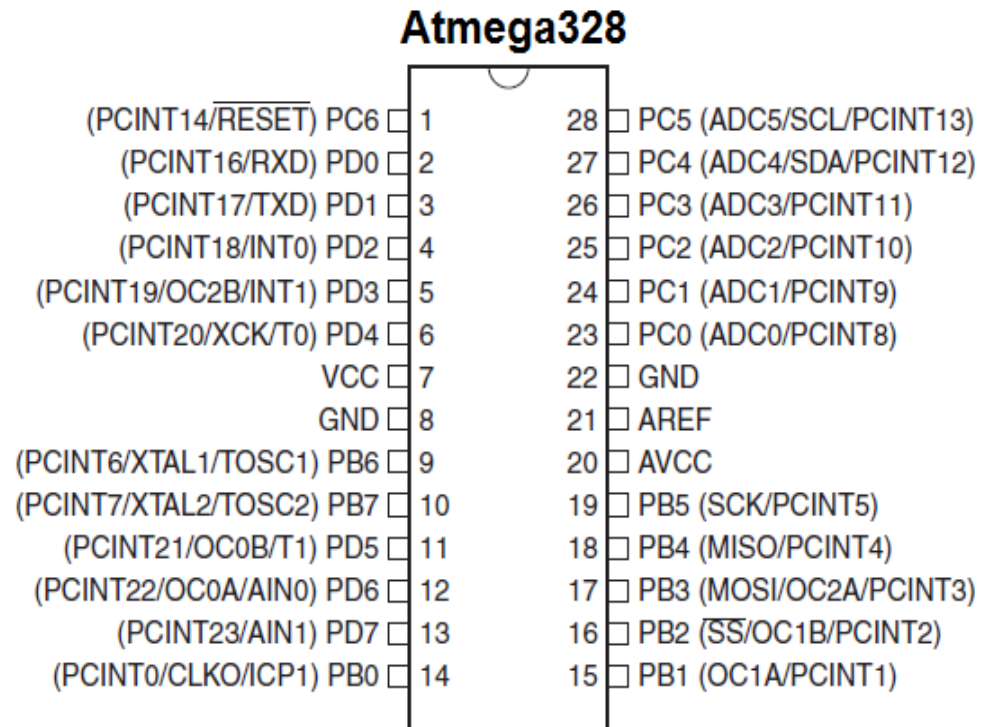 Atmega328
(PCINT14/RESET) PC6 1 28 PC5 (ADC5/SCL/PCINT13)
(PCINT16/RXD) PD0 2 27 PC4 (ADC4/SDA/PCINT12)
(PCINT17/TXD) PD1 3 26 PC3 (ADC3/PCINT11)
(PCINT18/INT0) PD2 4 25 PC2 (ADC2/PCINT10)
(PCINT19/OC2B/INT1) PD3 5 24 PC1 (ADC1/PCINT9)
(PCINT20/XCK/T0) PD4 6 23 PC0 (ADC0/PCINT8)
VCC 7 22 GND
GND 8 21 AREF
(PCINT6/XTAL1/TOSC1) PB6 9 20 AVCC
(PCINT7/XTAL2/TOSC2) PB7 10 19 PB5 (SCK/PCINT5)
(PCINT21/OC0B/T1) PD5 11 18 PB4 (MISO/PCINT4)
(PCINT22/OC0A/AIN0) PD6 12 17 PB3 (MOSI/OC2A/PCINT3)
(PCINT23/AIN1) PD7 13 16 PB2 (SS/OC1B/PCINT2)
(PCINT0/CLKO/ICP1) PB0 14 15 PB1 (OC1A/PCINT1)